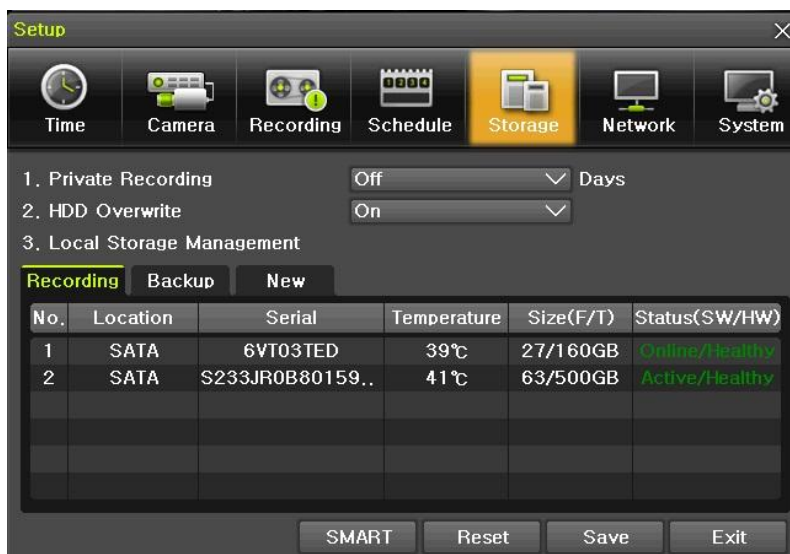 Setup
Time Camera Recording Schedule Storage Network System
1. Private Recording Off Days
2. HDD Overwrite On
3. Local Storage Management
Recording Backup New
No. Location Serial Temperature Size(F/T) Status(SW/HW)
1 SATA 6VT03TED 39℃ 27/160GB Online/Healthy
2 SATA S233JR0B80159.. 41℃ 63/500GB Active/Healthy
SMART Reset Save Exit